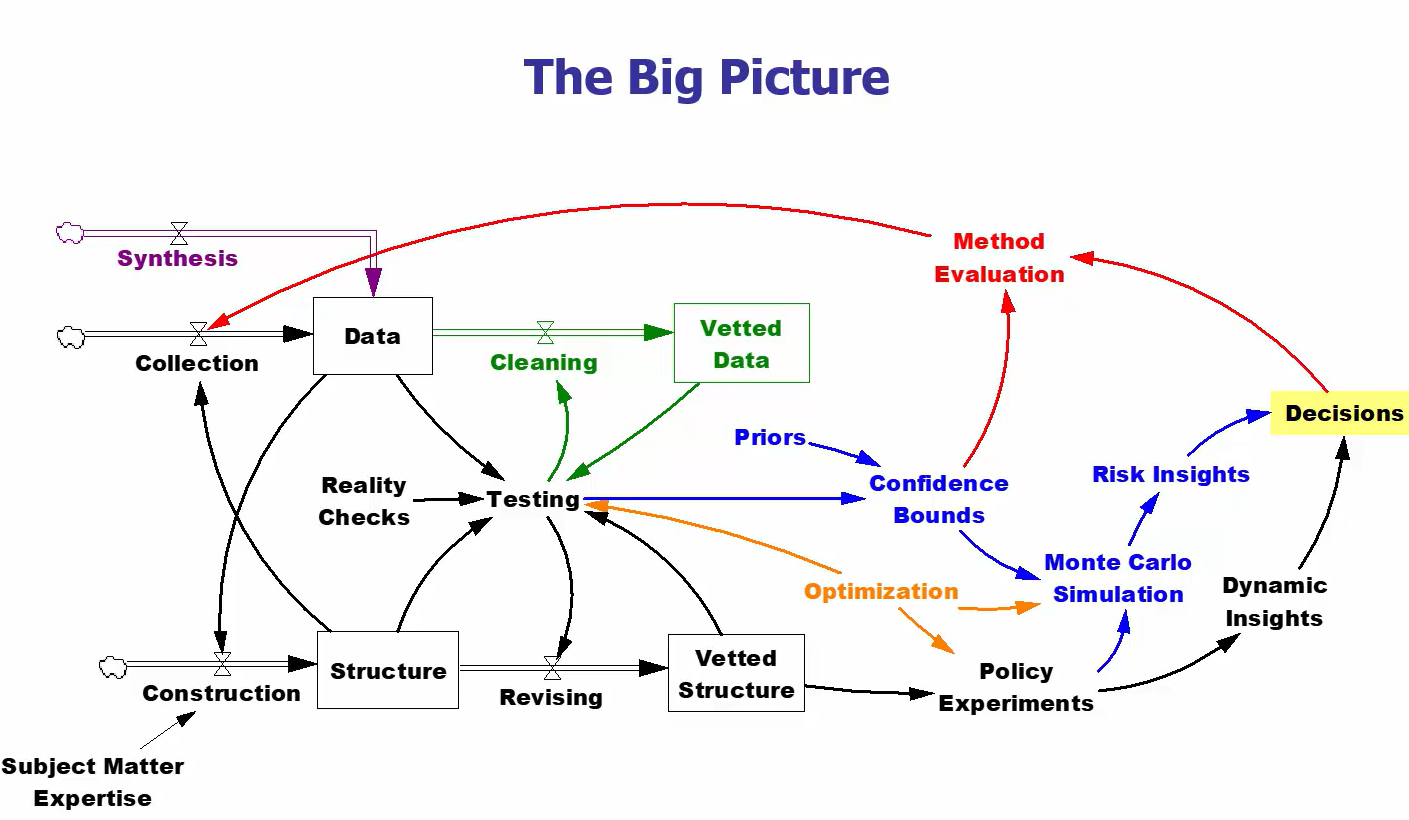 The Big Picture
Synthesis
Method
Evaluation
Data
Vetted
Data
Collection
Cleaning
Decisions
Priors
Risk Insights
Reality
Checks
Testing
Confidence
Bounds
Monte Carlo
Simulation
Optimization
Dynamic
Insights
Structure
Vetted
Structure
Policy
Experiments
Construction
Revising
Subject Matter
Expertise